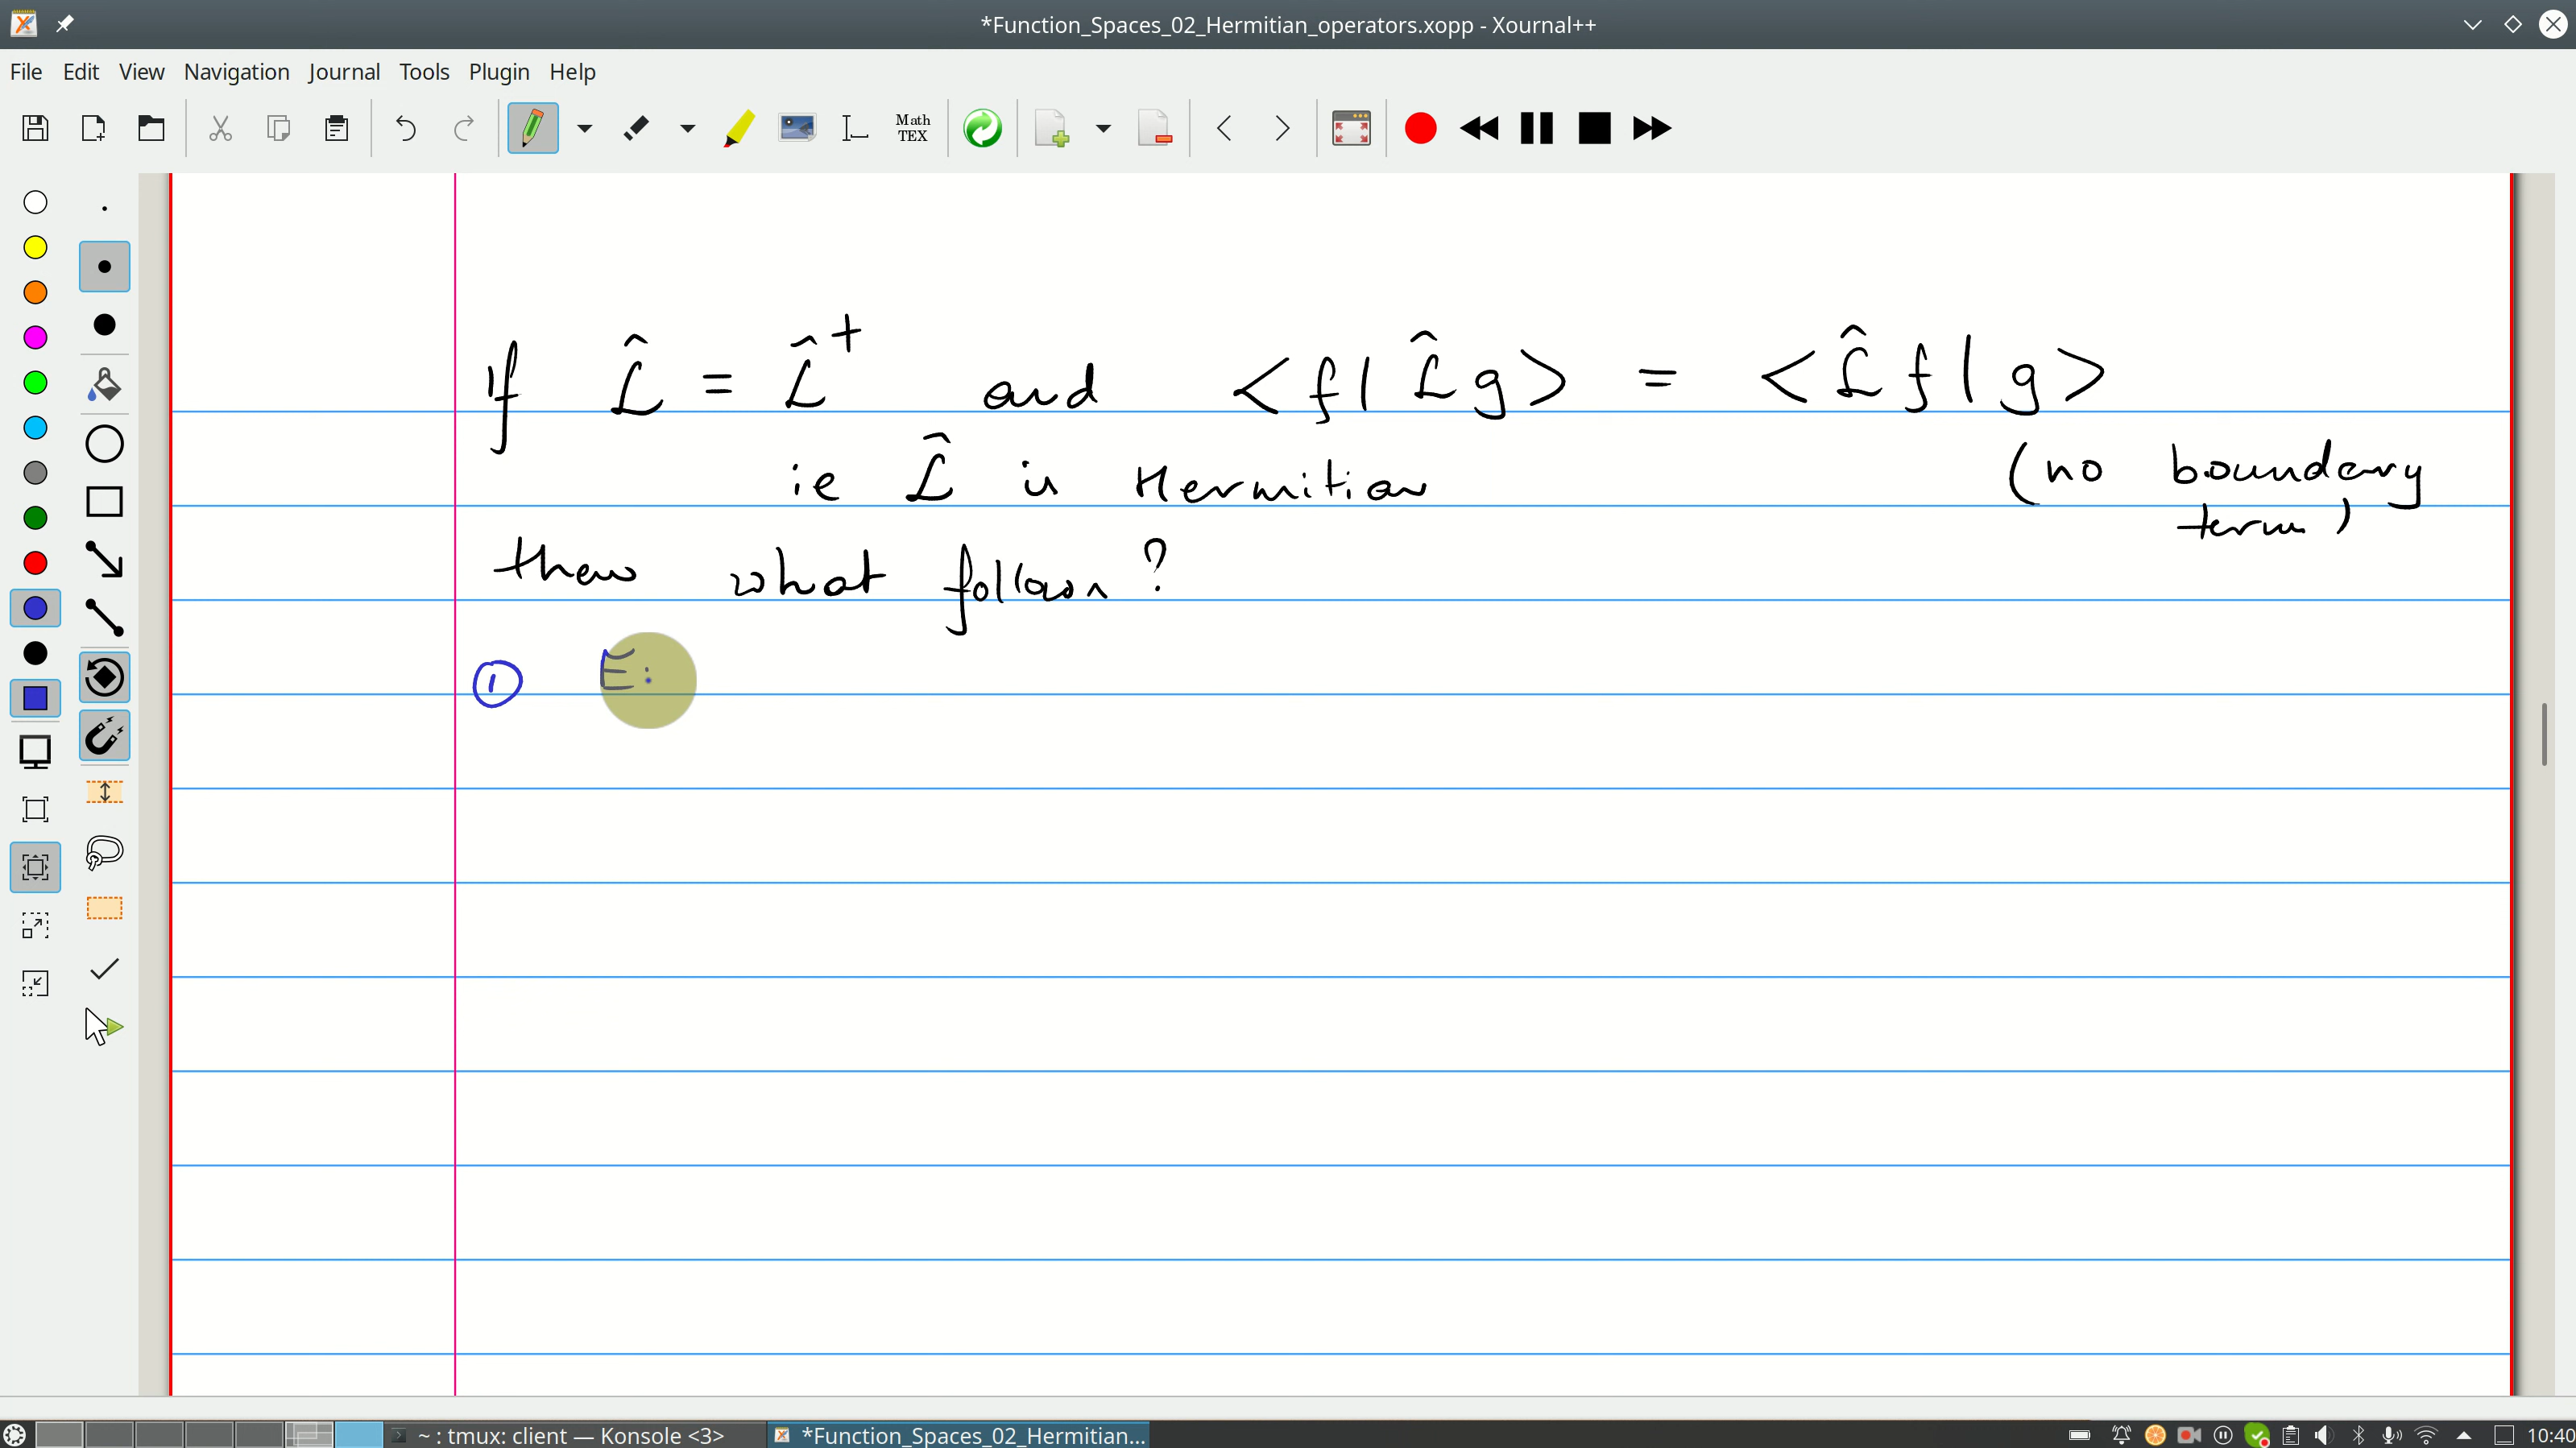 *Function_Spaces_02_Hermitian_operators.xopp - Xournal++
File Edit View Navigation Journal Tools Plugin Help
Math
TEX
If L̂ = L̂† and <f| L̂ g> = <L̂ f | g>
ie L̂ is Hermitian (no boundary
term)
then what follows?
① E
~ : tmux: client — Konsole <3> *Function_Spaces_02_Hermitian... 10:40